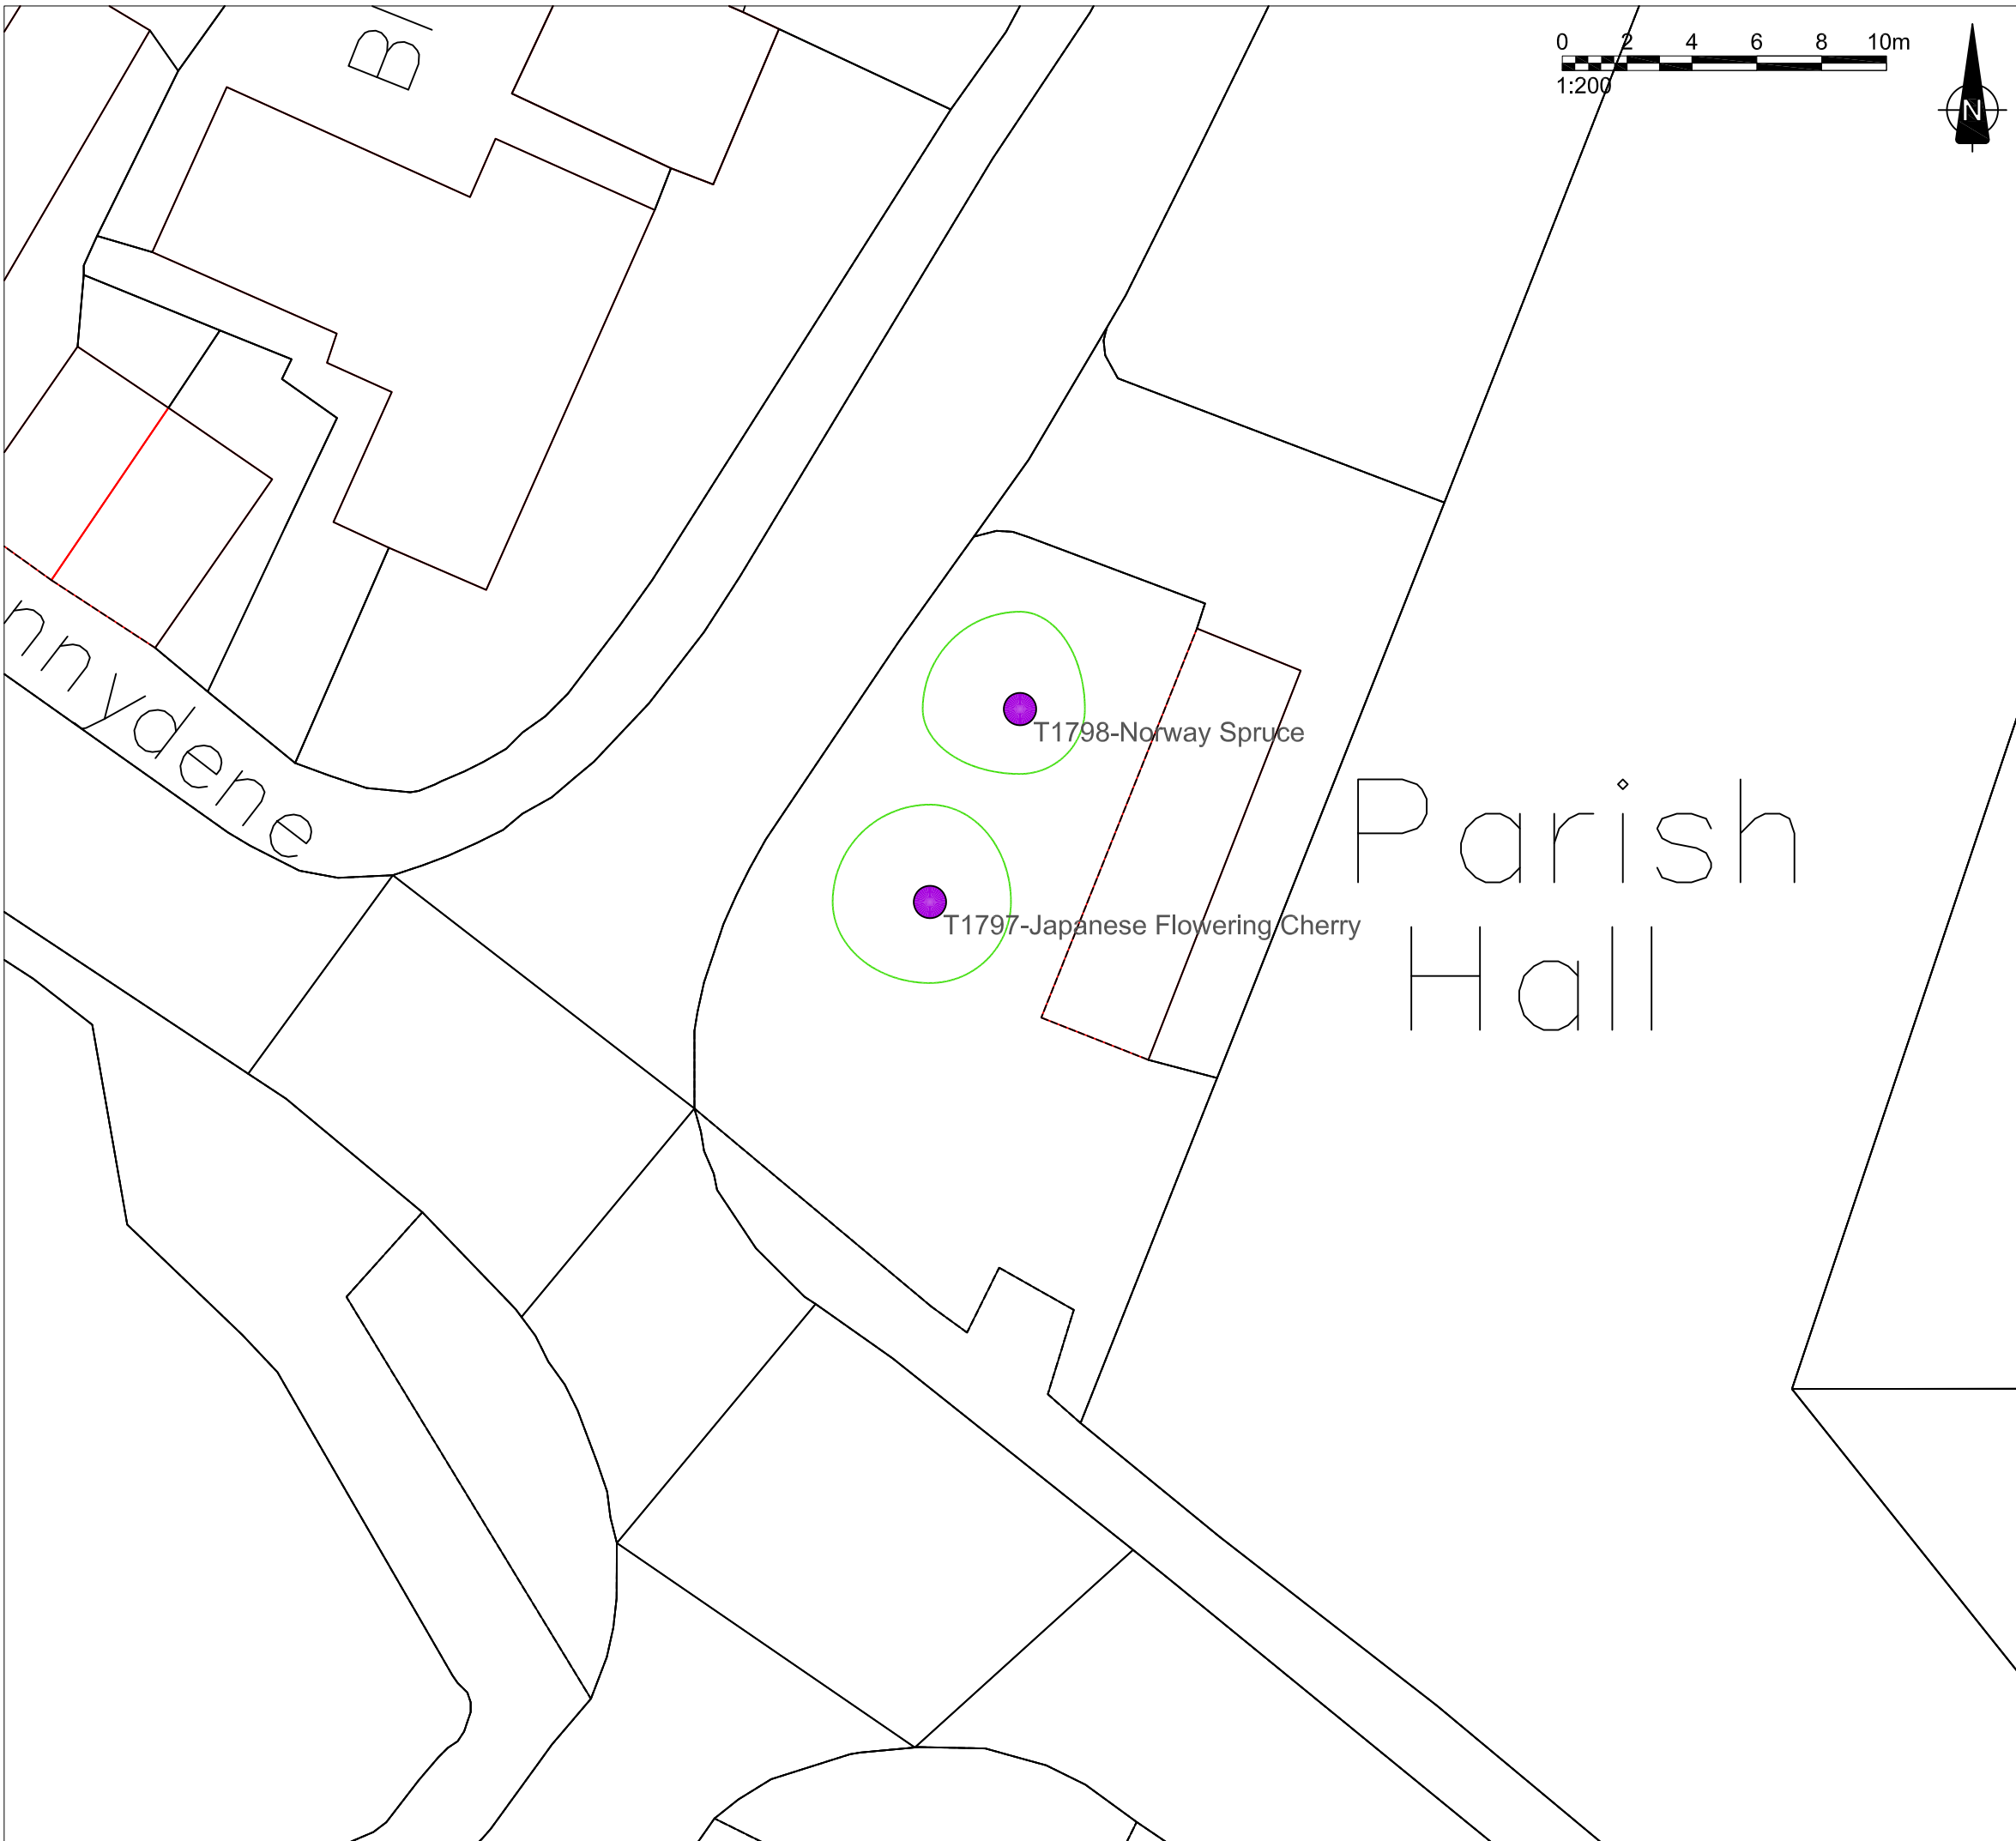 0 2 4 6 8 10m
1:200
N
B
nnydene
T1798-Norway Spruce
T1797-Japanese Flowering Cherry
Parish
Hall